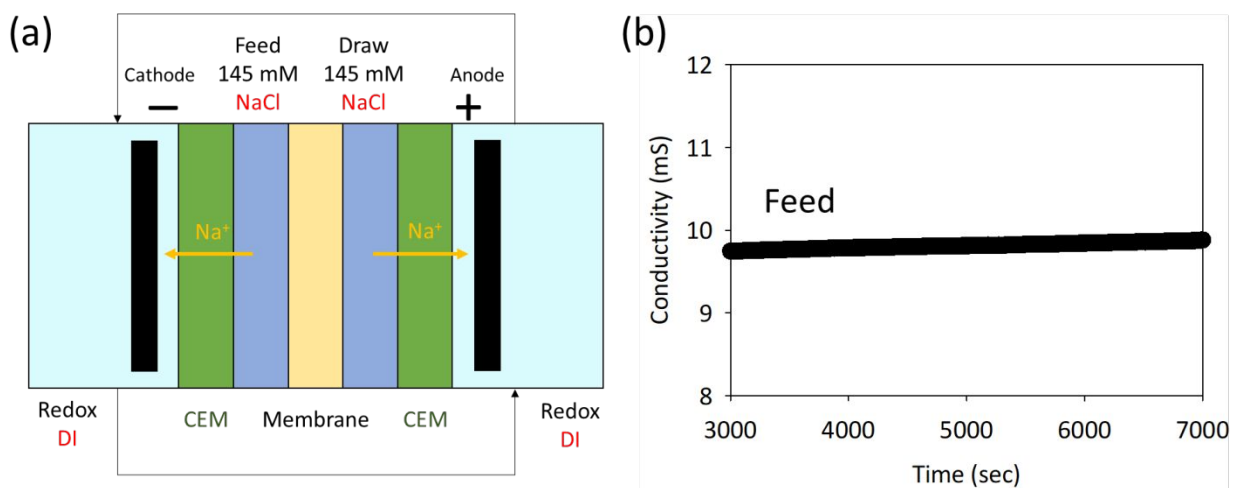 (a)
Feed
145 mM
NaCl
Draw
145 mM
NaCl
Cathode
−
Anode
+
Na⁺
Na⁺
Redox
DI
CEM
Membrane
CEM
Redox
DI
(b)
12
11
10
9
8
Conductivity (mS)
Feed
3000 4000 5000 6000 7000
Time (sec)